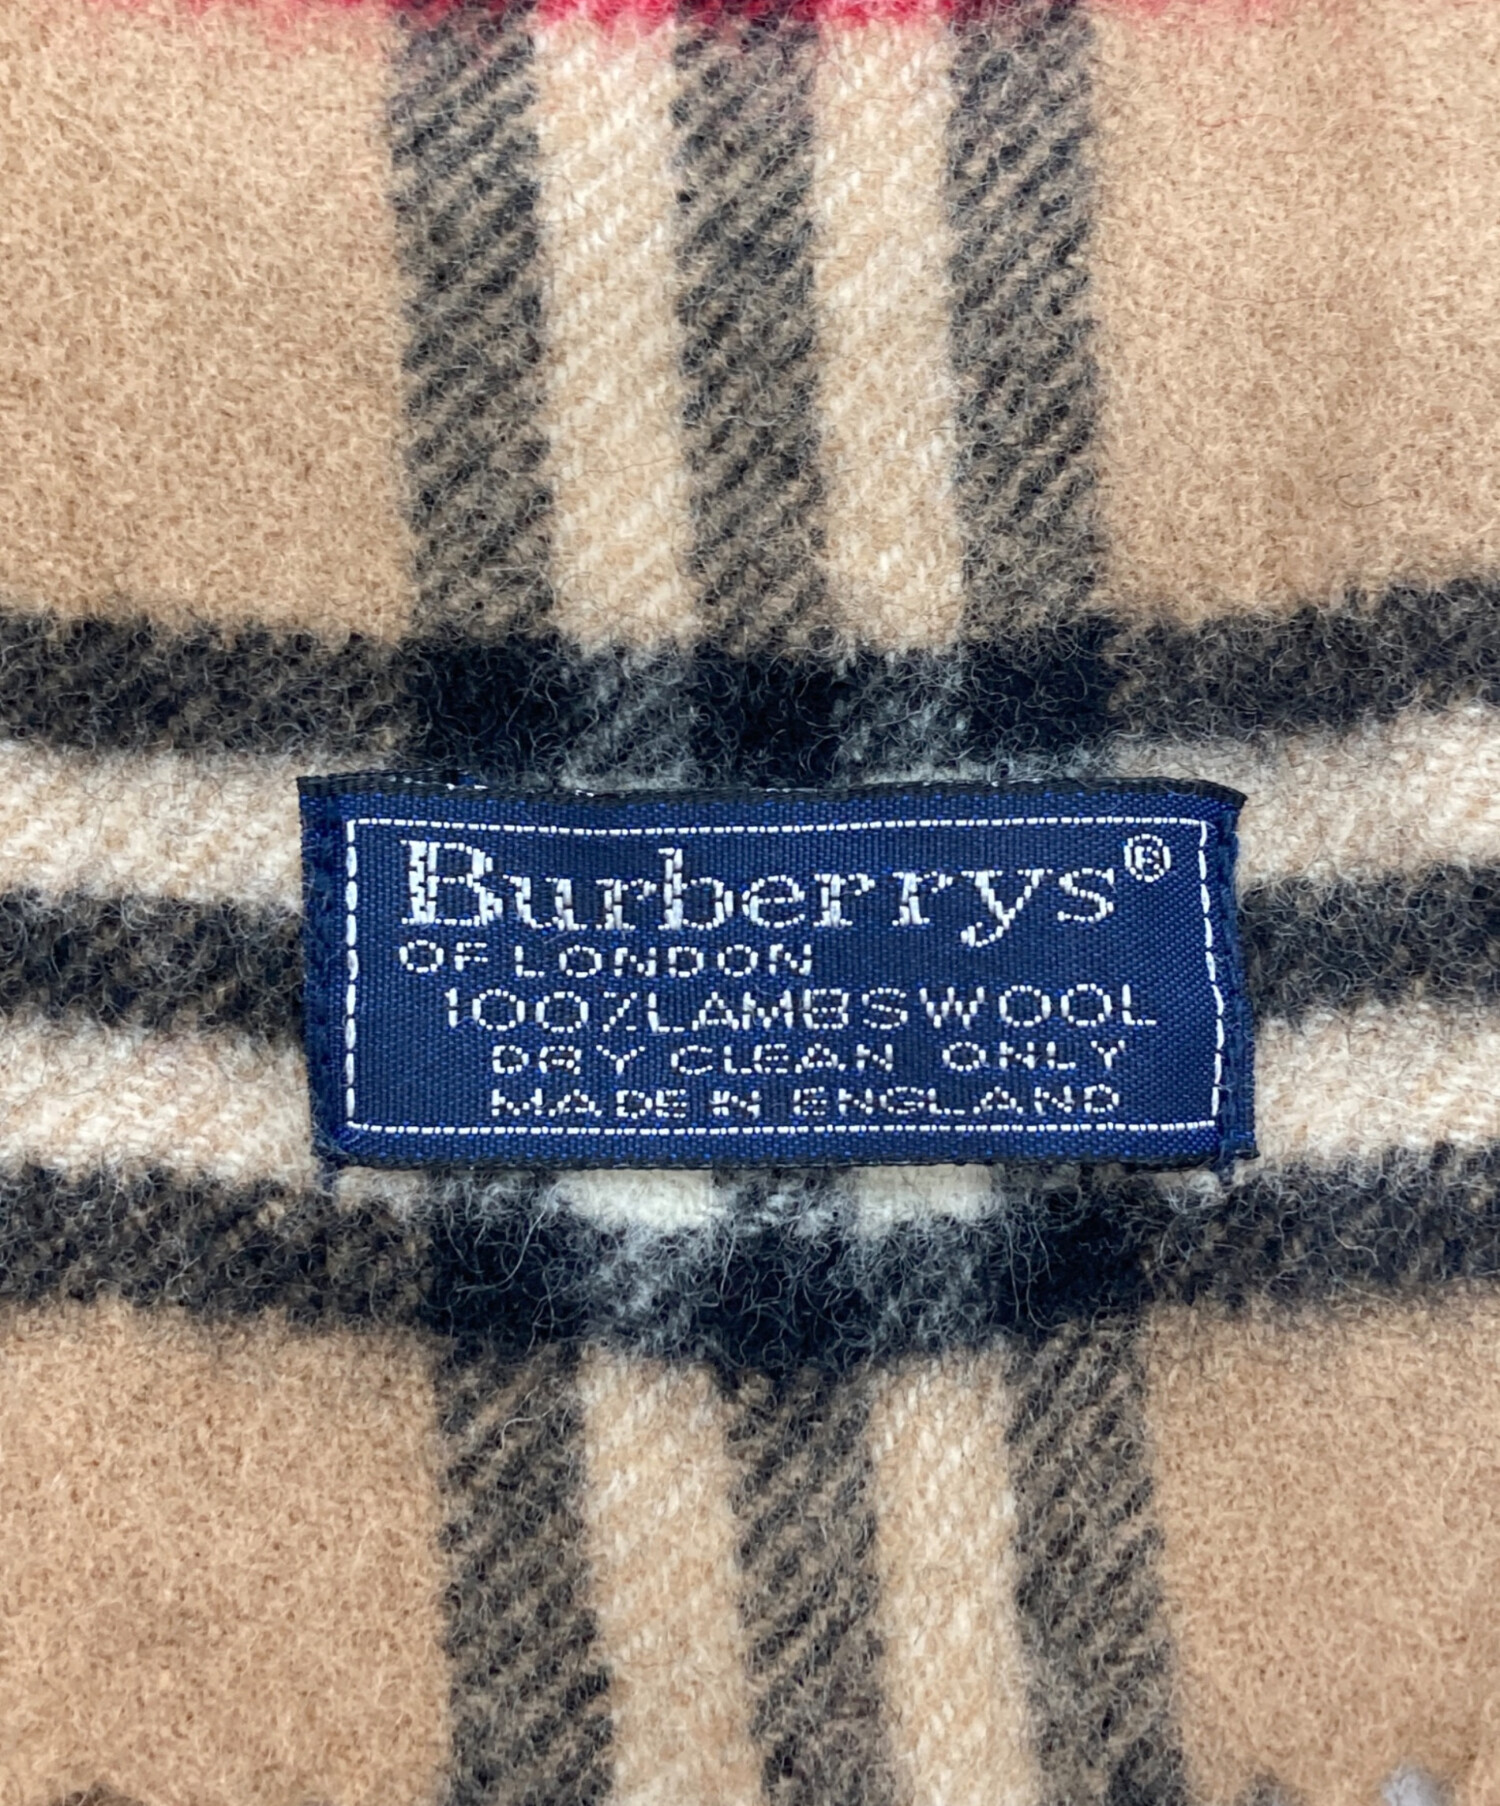 Burberrys®
OF LONDON
100% LAMBSWOOL
DRY CLEAN ONLY
MADE IN ENGLAND